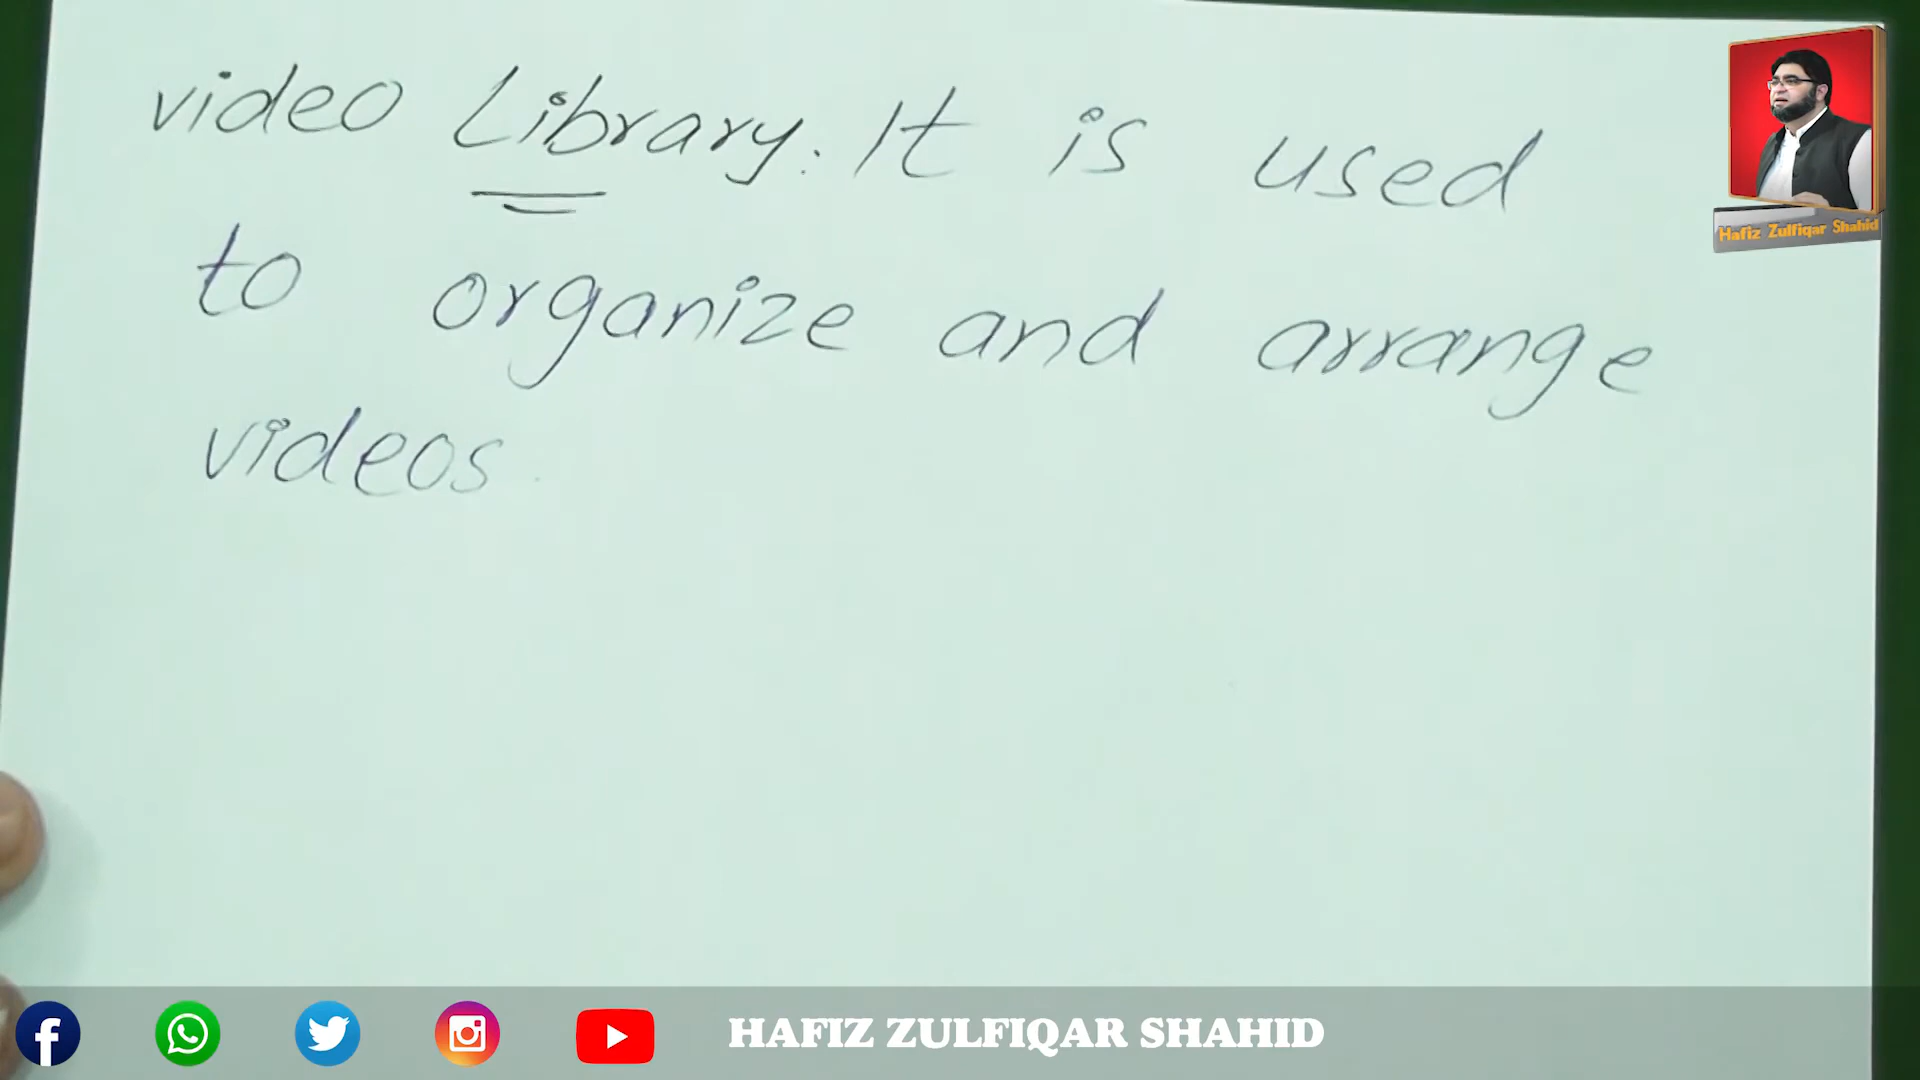 video Library: It is used
to organize and arrange
videos.
Hafiz Zulfiqar Shahid
HAFIZ ZULFIQAR SHAHID